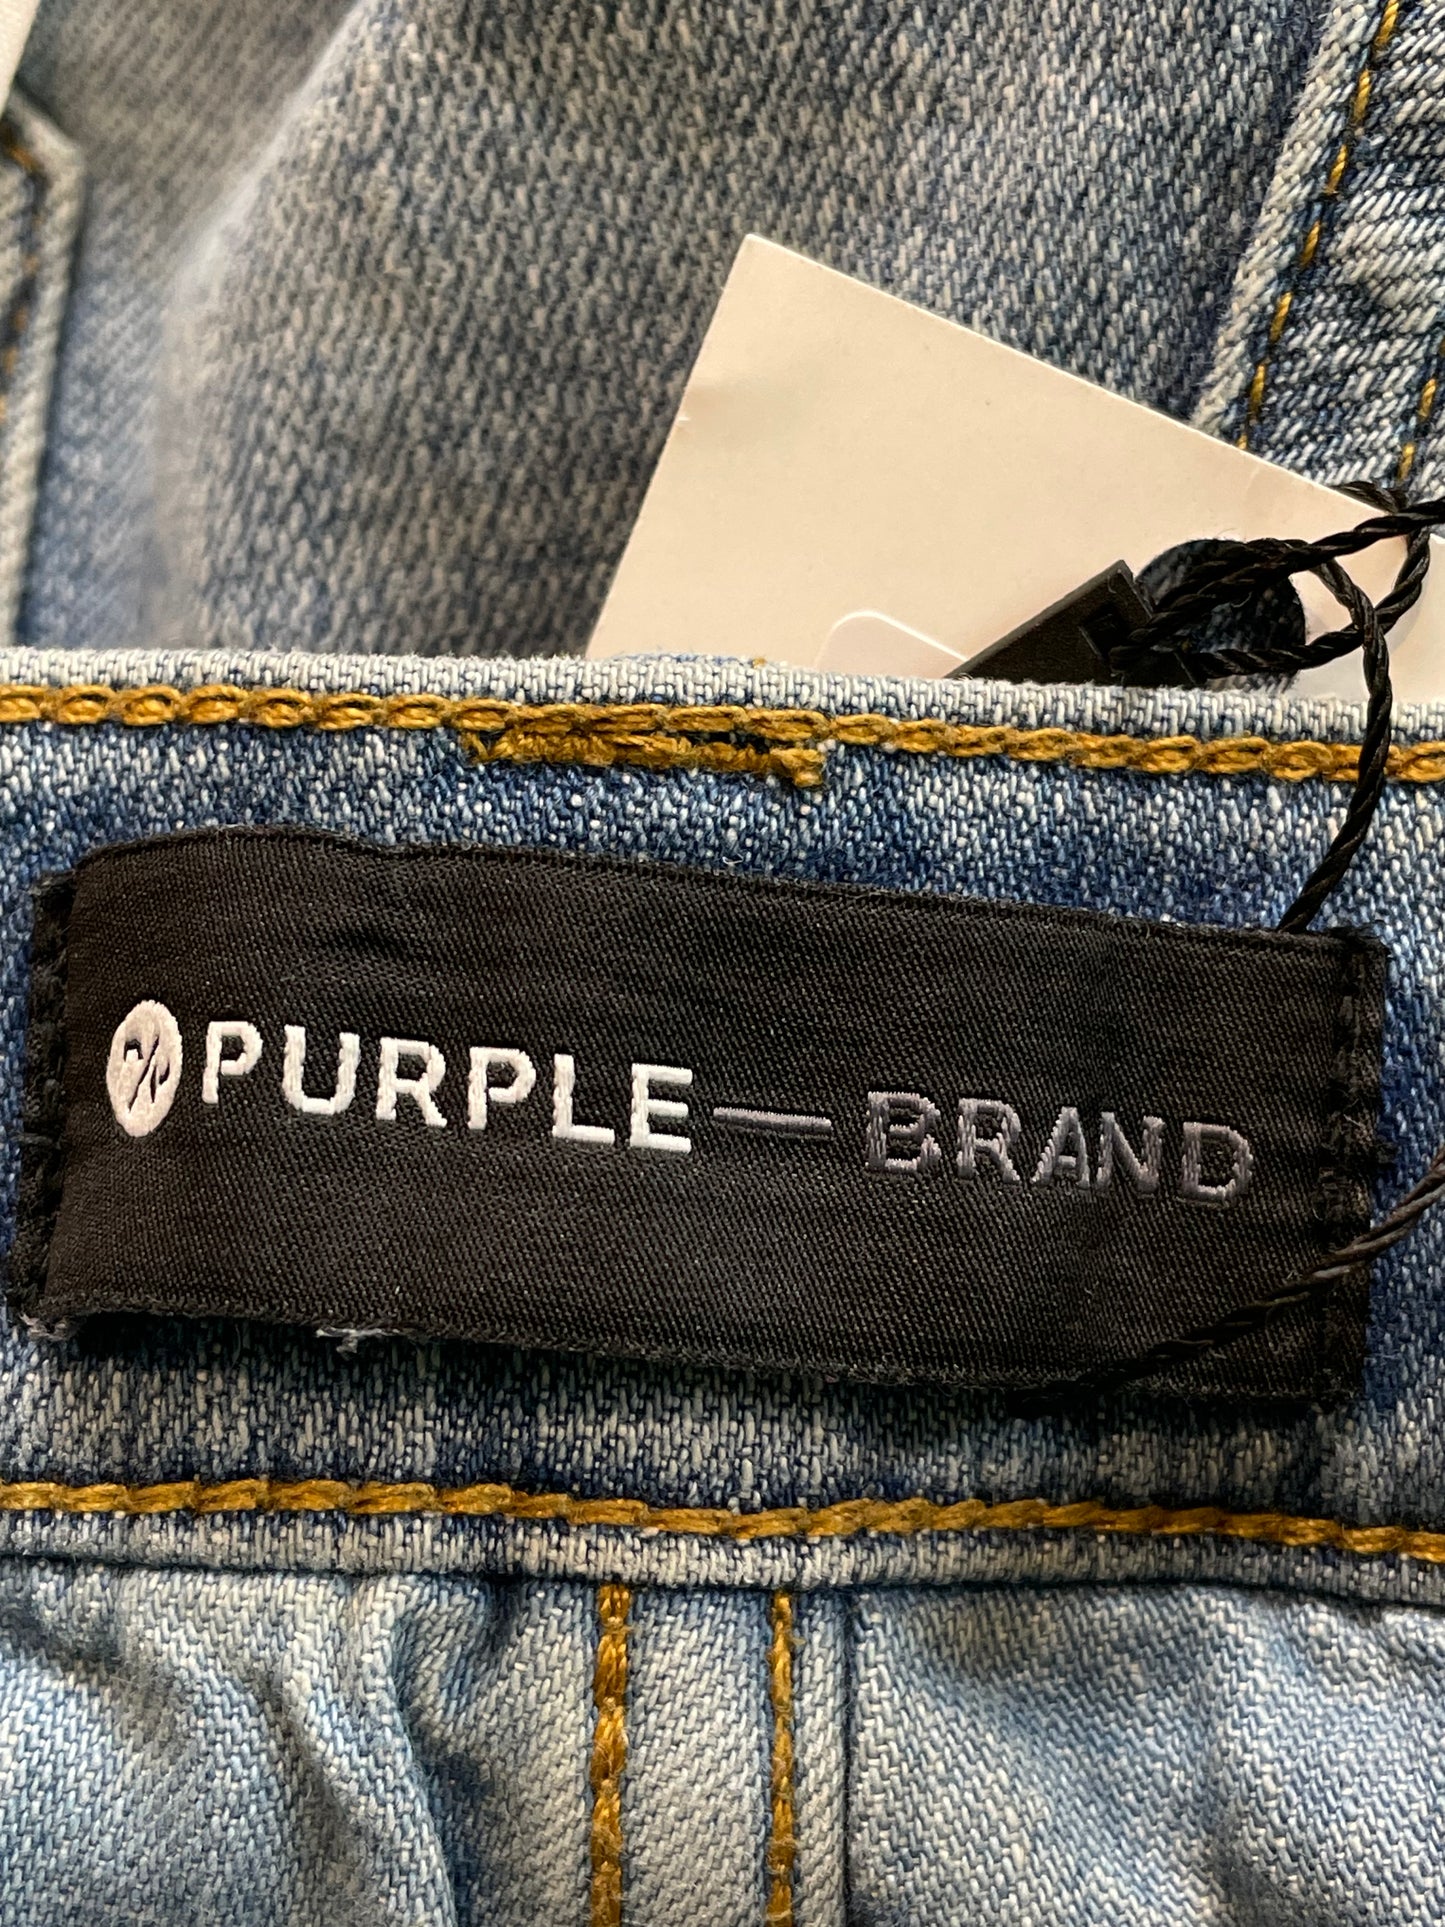 PURPLE — BRAND